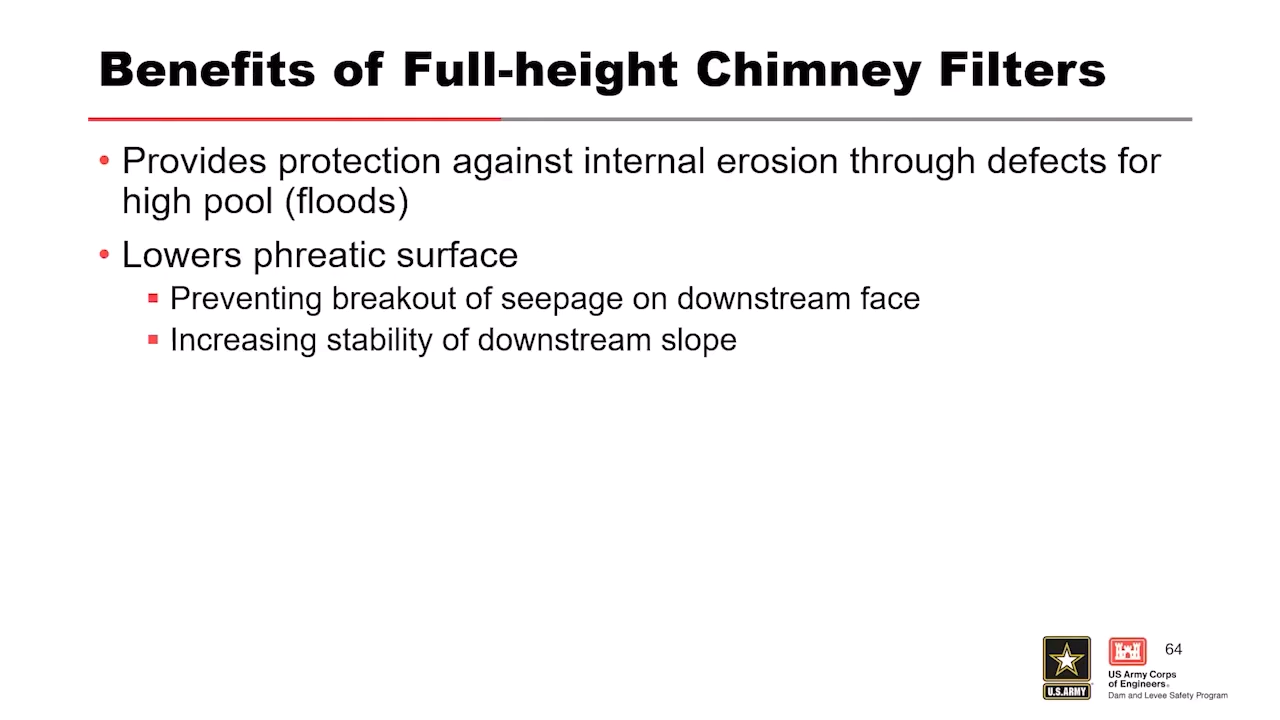 Benefits of Full-height Chimney Filters
• Provides protection against internal erosion through defects for
high pool (floods)
• Lowers phreatic surface
▪ Preventing breakout of seepage on downstream face
▪ Increasing stability of downstream slope
64
U.S.ARMY
US Army Corps
of Engineers®
Dam and Levee Safety Program